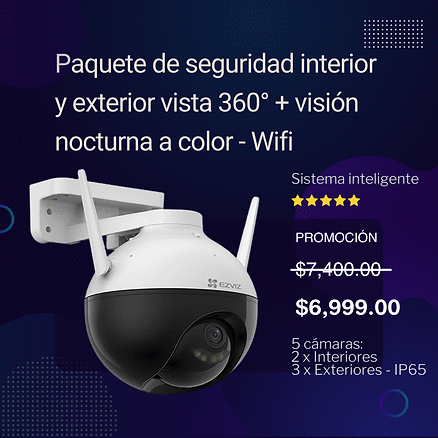 Paquete de seguridad interior
y exterior vista 360° + visión
nocturna a color - Wifi
Sistema inteligente
PROMOCIÓN
$7,400.00
$6,999.00
EZVIZ
5 cámaras:
2 x Interiores
3 x Exteriores - IP65